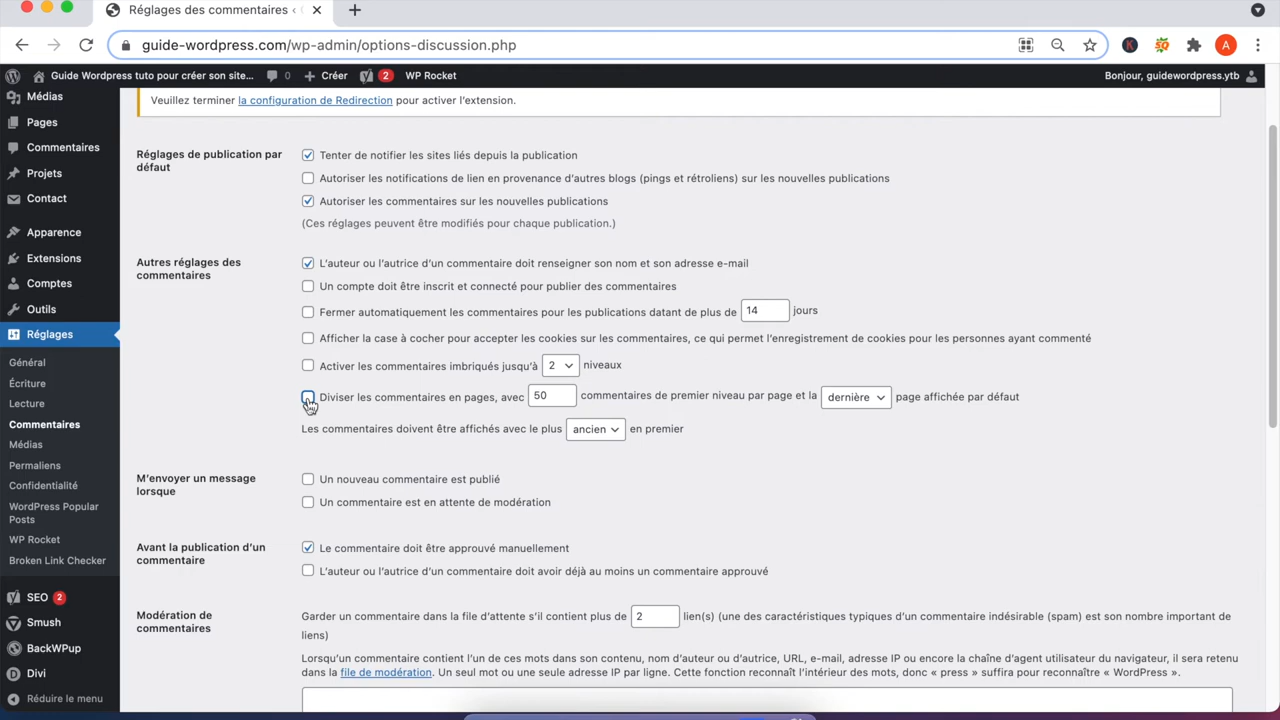 Réglages des commentaires ‹
guide-wordpress.com/wp-admin/options-discussion.php
K
A
Guide Wordpress tuto pour créer son site...
0
Créer
2
WP Rocket
Bonjour, guidewordpress.ytb
Médias
Pages
Commentaires
Projets
Contact
Apparence
Extensions
Comptes
Outils
Réglages
Général
Écriture
Lecture
Commentaires
Médias
Permaliens
Confidentialité
WordPress Popular
Posts
WP Rocket
Broken Link Checker
SEO 2
Smush
BackWPup
Divi
Réduire le menu
Veuillez terminer la configuration de Redirection pour activer l'extension.
Réglages de publication par
défaut
Tenter de notifier les sites liés depuis la publication
Autoriser les notifications de lien en provenance d'autres blogs (pings et rétroliens) sur les nouvelles publications
Autoriser les commentaires sur les nouvelles publications
(Ces réglages peuvent être modifiés pour chaque publication.)
Autres réglages des
commentaires
L'auteur ou l'autrice d'un commentaire doit renseigner son nom et son adresse e-mail
Un compte doit être inscrit et connecté pour publier des commentaires
Fermer automatiquement les commentaires pour les publications datant de plus de 14 jours
Afficher la case à cocher pour accepter les cookies sur les commentaires, ce qui permet l'enregistrement de cookies pour les personnes ayant commenté
Activer les commentaires imbriqués jusqu'à 2 niveaux
Diviser les commentaires en pages, avec 50 commentaires de premier niveau par page et la dernière page affichée par défaut
Les commentaires doivent être affichés avec le plus ancien en premier
M'envoyer un message
lorsque
Un nouveau commentaire est publié
Un commentaire est en attente de modération
Avant la publication d'un
commentaire
Le commentaire doit être approuvé manuellement
L'auteur ou l'autrice d'un commentaire doit avoir déjà au moins un commentaire approuvé
Modération de
commentaires
Garder un commentaire dans la file d'attente s'il contient plus de 2 lien(s) (une des caractéristiques typiques d'un commentaire indésirable (spam) est son nombre important de
liens)
Lorsqu'un commentaire contient l'un de ces mots dans son contenu, nom d'auteur ou d'autrice, URL, e-mail, adresse IP ou encore la chaîne d'agent utilisateur du navigateur, il sera retenu
dans la file de modération. Un seul mot ou une seule adresse IP par ligne. Cette fonction reconnaît l'intérieur des mots, donc « press » suffira pour reconnaître « WordPress ».